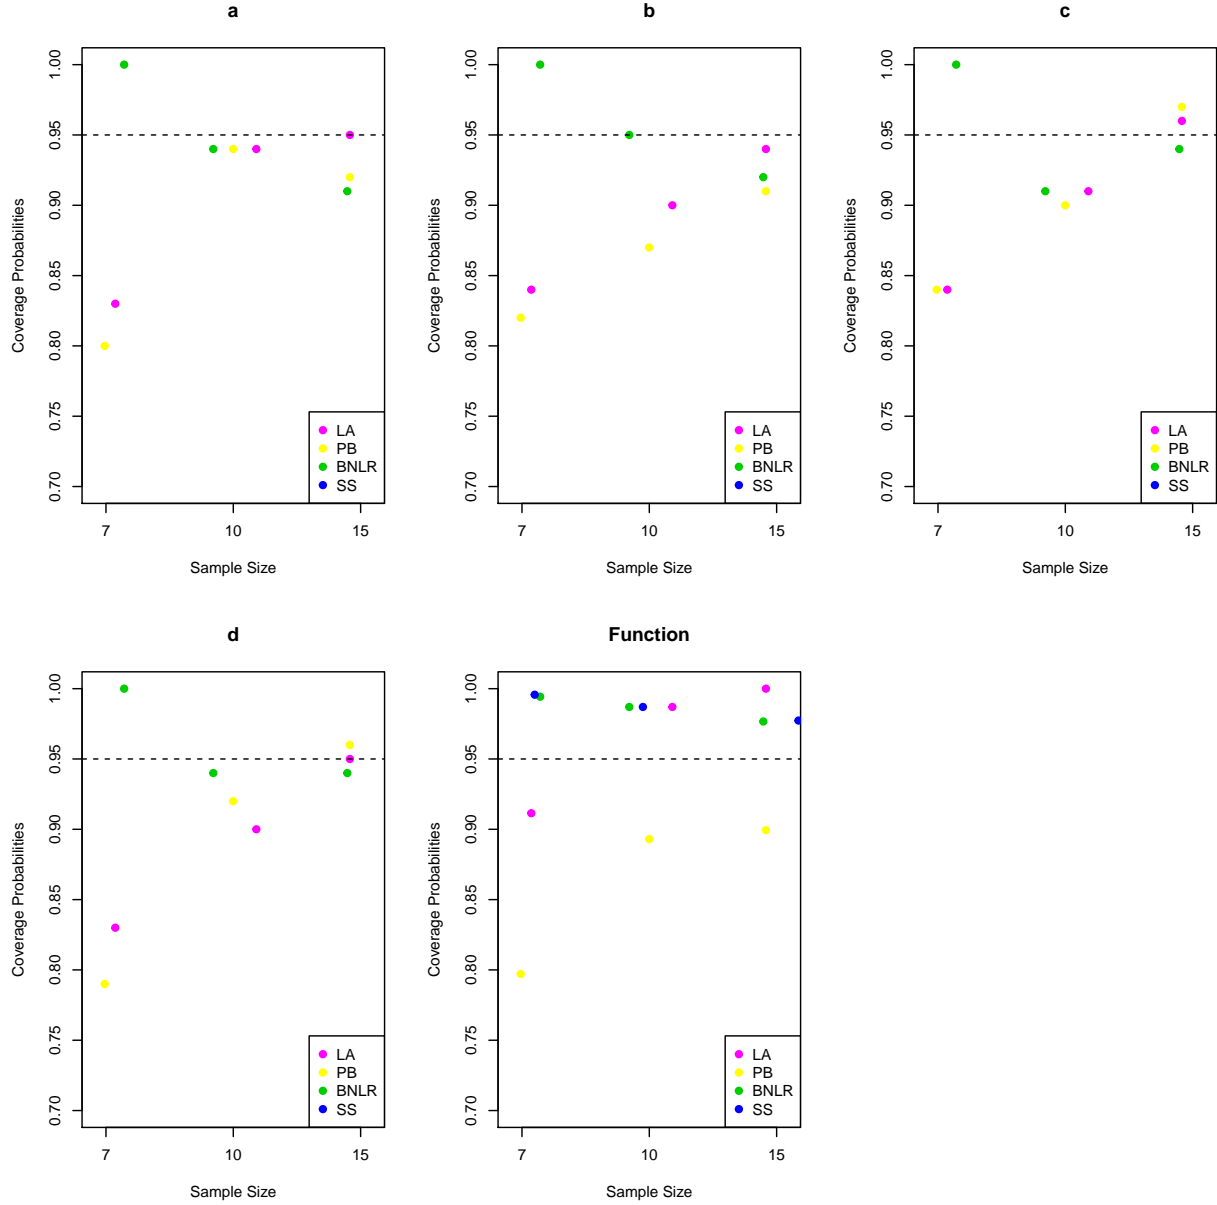 a
Coverage Probabilities
1.00
0.95
0.90
0.85
0.80
0.75
0.70
7
10
15
Sample Size
LA
PB
BNLR
SS
b
Coverage Probabilities
1.00
0.95
0.90
0.85
0.80
0.75
0.70
7
10
15
Sample Size
LA
PB
BNLR
SS
c
Coverage Probabilities
1.00
0.95
0.90
0.85
0.80
0.75
0.70
7
10
15
Sample Size
LA
PB
BNLR
SS
d
Coverage Probabilities
1.00
0.95
0.90
0.85
0.80
0.75
0.70
7
10
15
Sample Size
LA
PB
BNLR
SS
Function
Coverage Probabilities
1.00
0.95
0.90
0.85
0.80
0.75
0.70
7
10
15
Sample Size
LA
PB
BNLR
SS